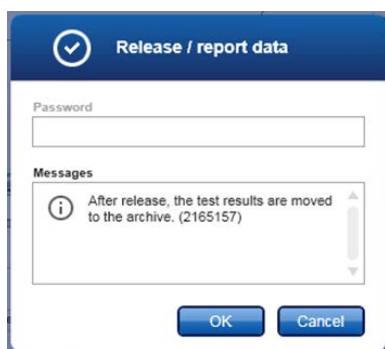 Release / report data
Password
Messages
After release, the test results are moved
to the archive. (2165157)
OK
Cancel